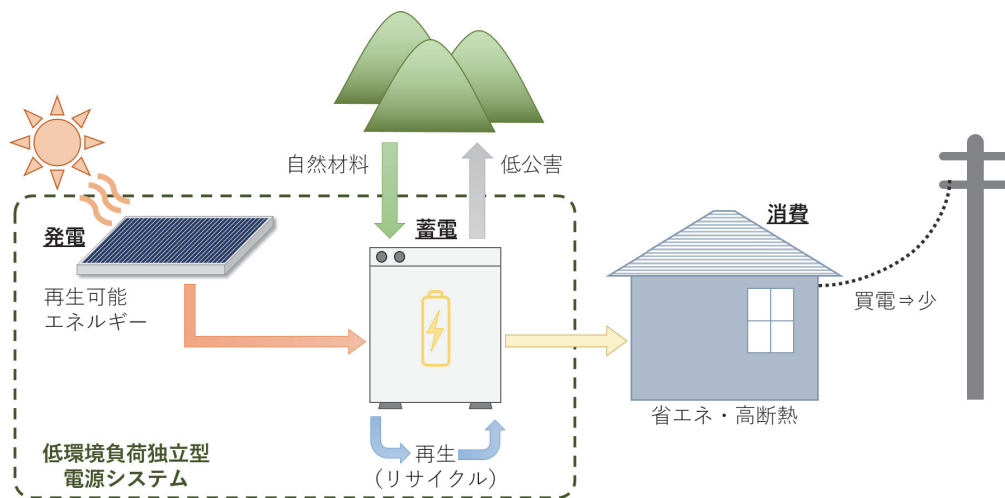 自然材料
低公害
発電
再生可能
エネルギー
蓄電
消費
買電⇒少
省エネ・高断熱
再生
（リサイクル）
低環境負荷独立型
電源システム